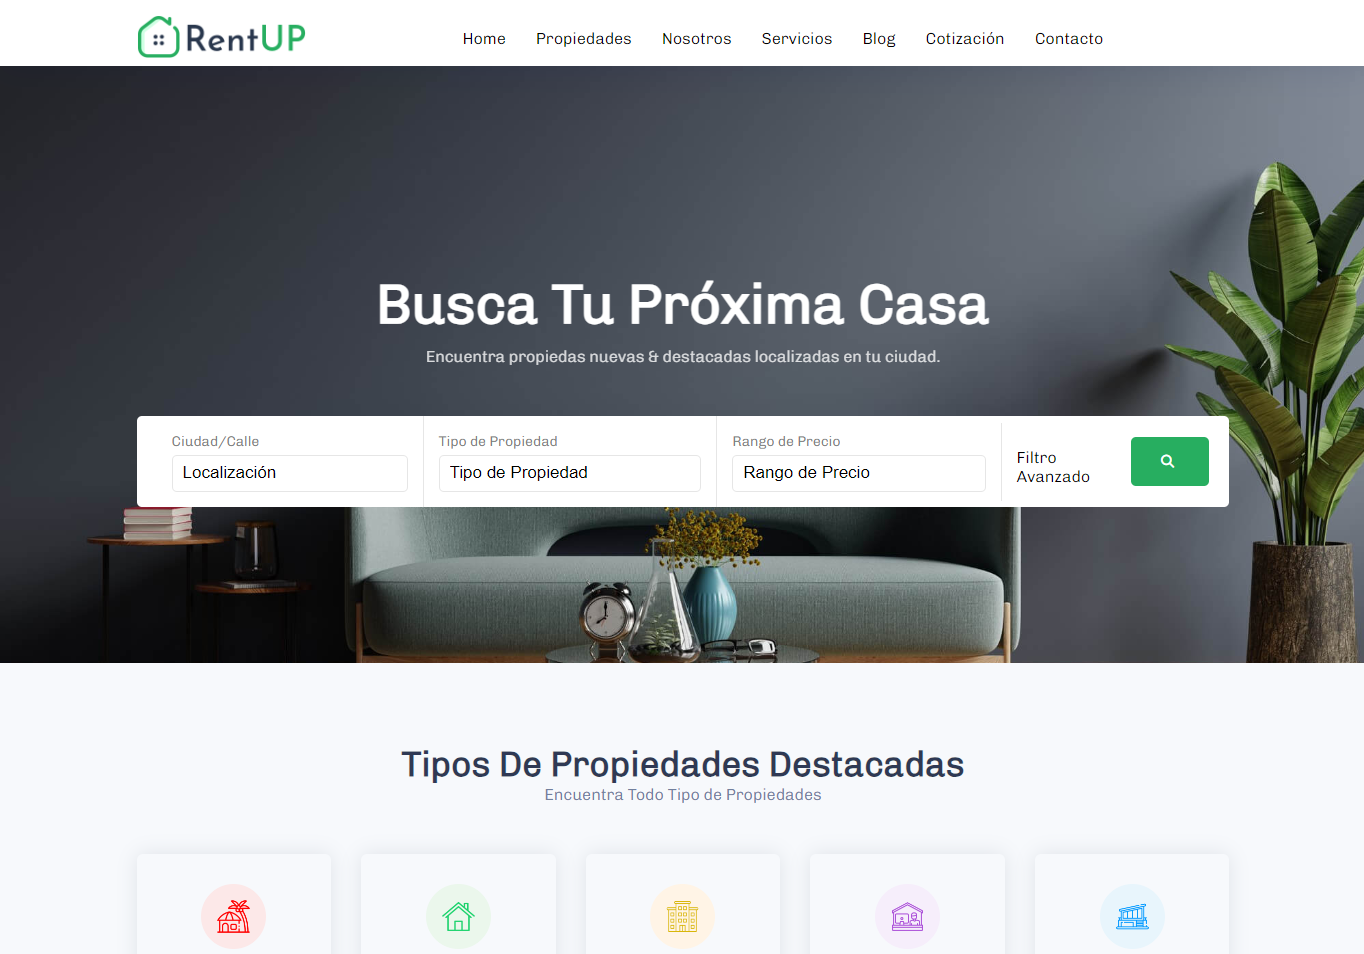 RentUP
Home Propiedades Nosotros Servicios Blog Cotización Contacto
Busca Tu Próxima Casa
Encuentra propiedas nuevas & destacadas localizadas en tu ciudad.
Ciudad/Calle
Localización
Tipo de Propiedad
Tipo de Propiedad
Rango de Precio
Rango de Precio
Filtro
Avanzado
Tipos De Propiedades Destacadas
Encuentra Todo Tipo de Propiedades